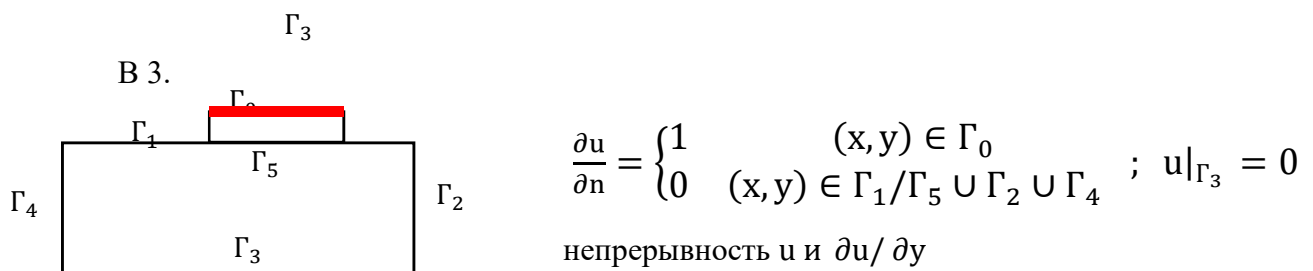 Γ₃
В 3.
Γ₁
Γ₅
Γ₄
Γ₂
Γ₃
∂u/∂n = {1 (x, y) ∈ Γ₀
0 (x, y) ∈ Γ₁/Γ₅ ∪ Γ₂ ∪ Γ₄ ; u|Γ₃ = 0
непрерывность u и ∂u/ ∂y